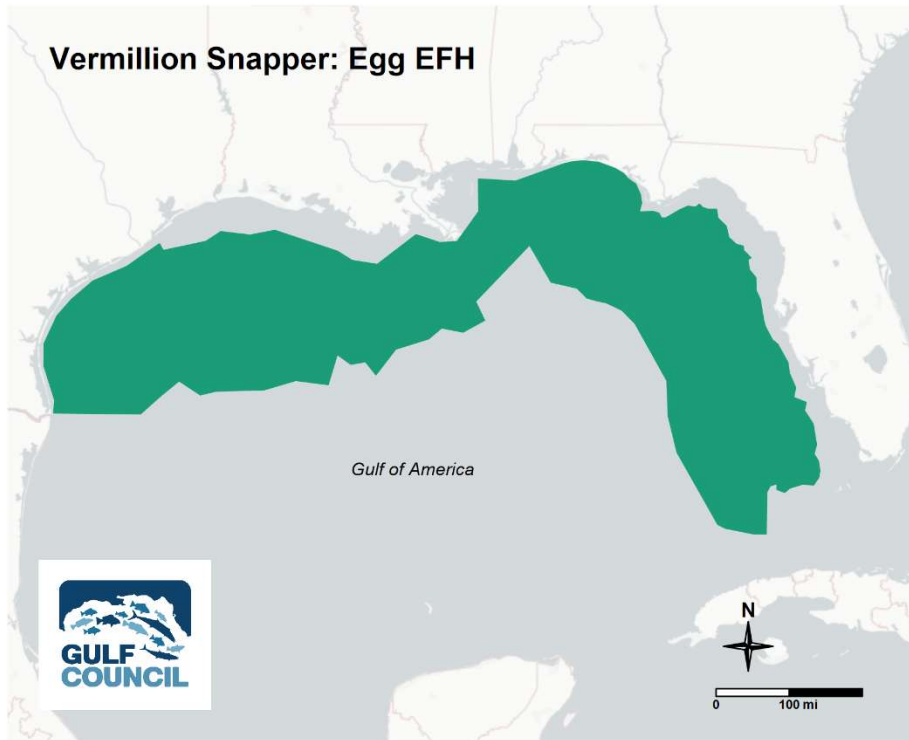 Vermillion Snapper: Egg EFH
Gulf of America
GULF
COUNCIL
N
0 100 mi